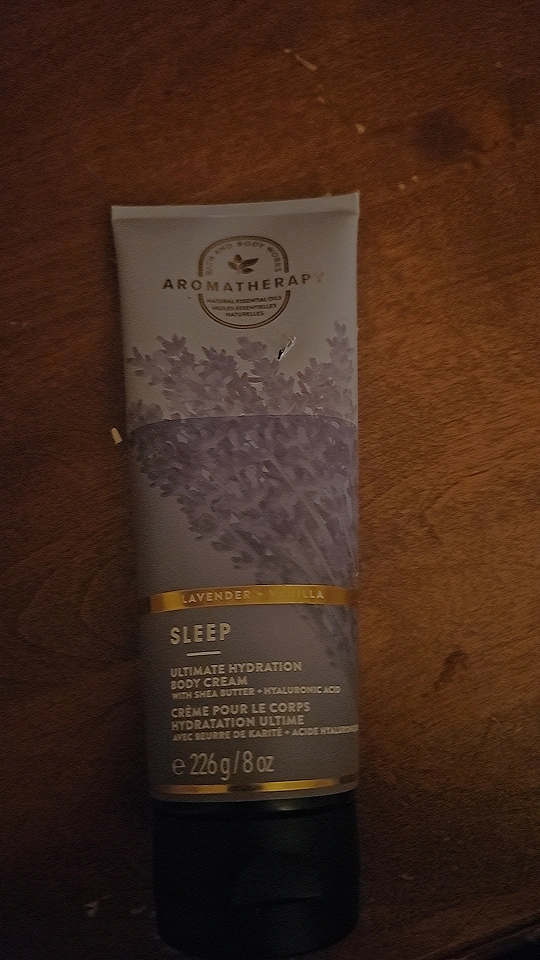 BATH AND BODY WORKS
AROMATHERAPY
NATURAL ESSENTIAL OILS
HUILES ESSENTIELLES
NATURELLES
LAVENDER + VANILLA
SLEEP
ULTIMATE HYDRATION
BODY CREAM
WITH SHEA BUTTER + HYALURONIC ACID
CRÈME POUR LE CORPS
HYDRATATION ULTIME
AVEC BEURRE DE KARITÉ + ACIDE
℮ 226 g / 8 oz